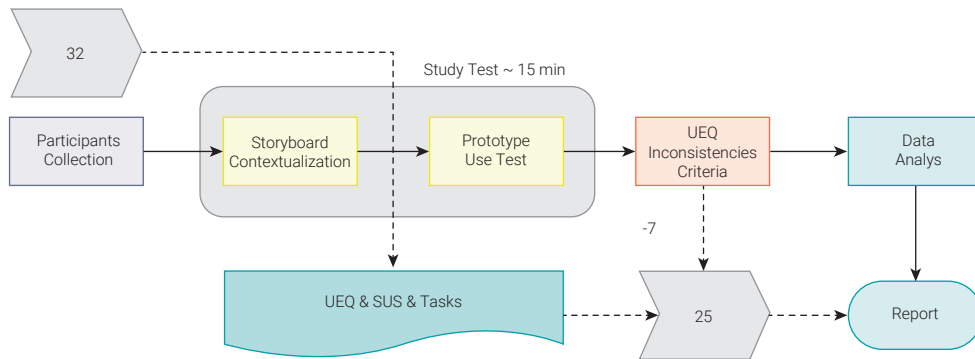 32
Study Test ~ 15 min
Participants
Collection
Storyboard
Contextualization
Prototype
Use Test
UEQ
Inconsistencies
Criteria
Data
Analys
-7
UEQ & SUS & Tasks
25
Report